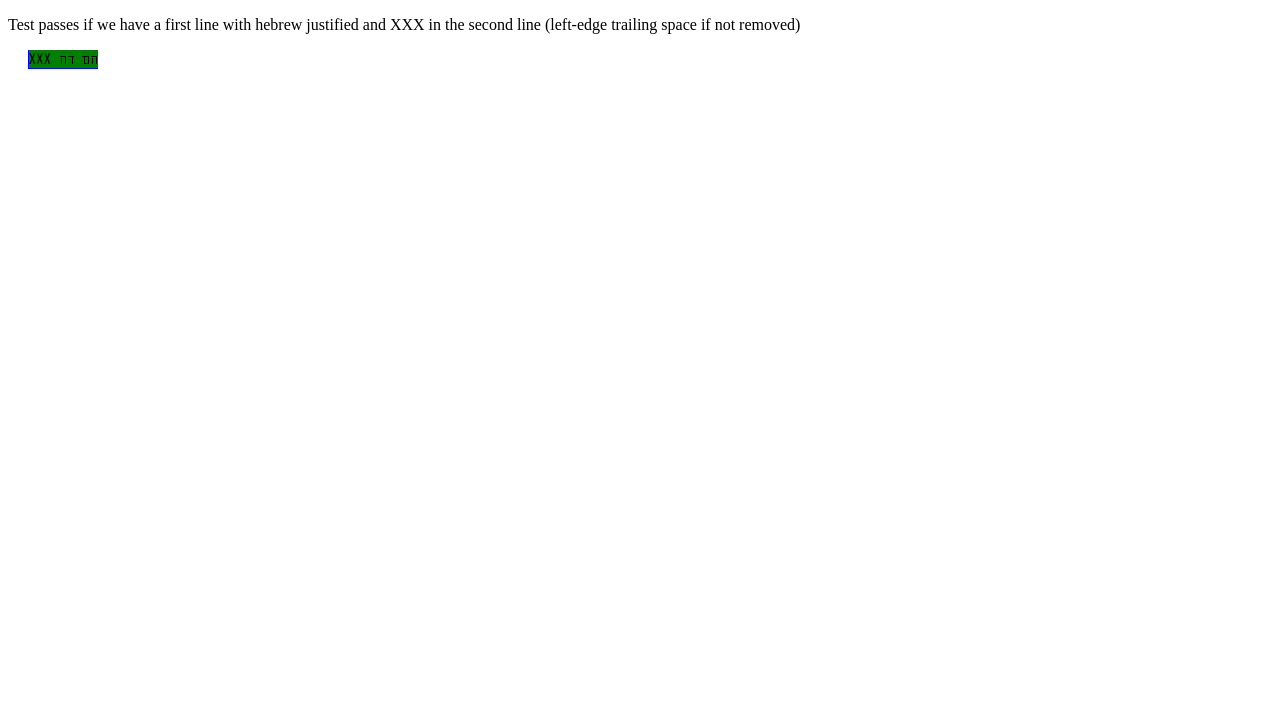 Test passes if we have a first line with hebrew justified and XXX in the second line (left-edge trailing space if not removed)
הם דה XXX